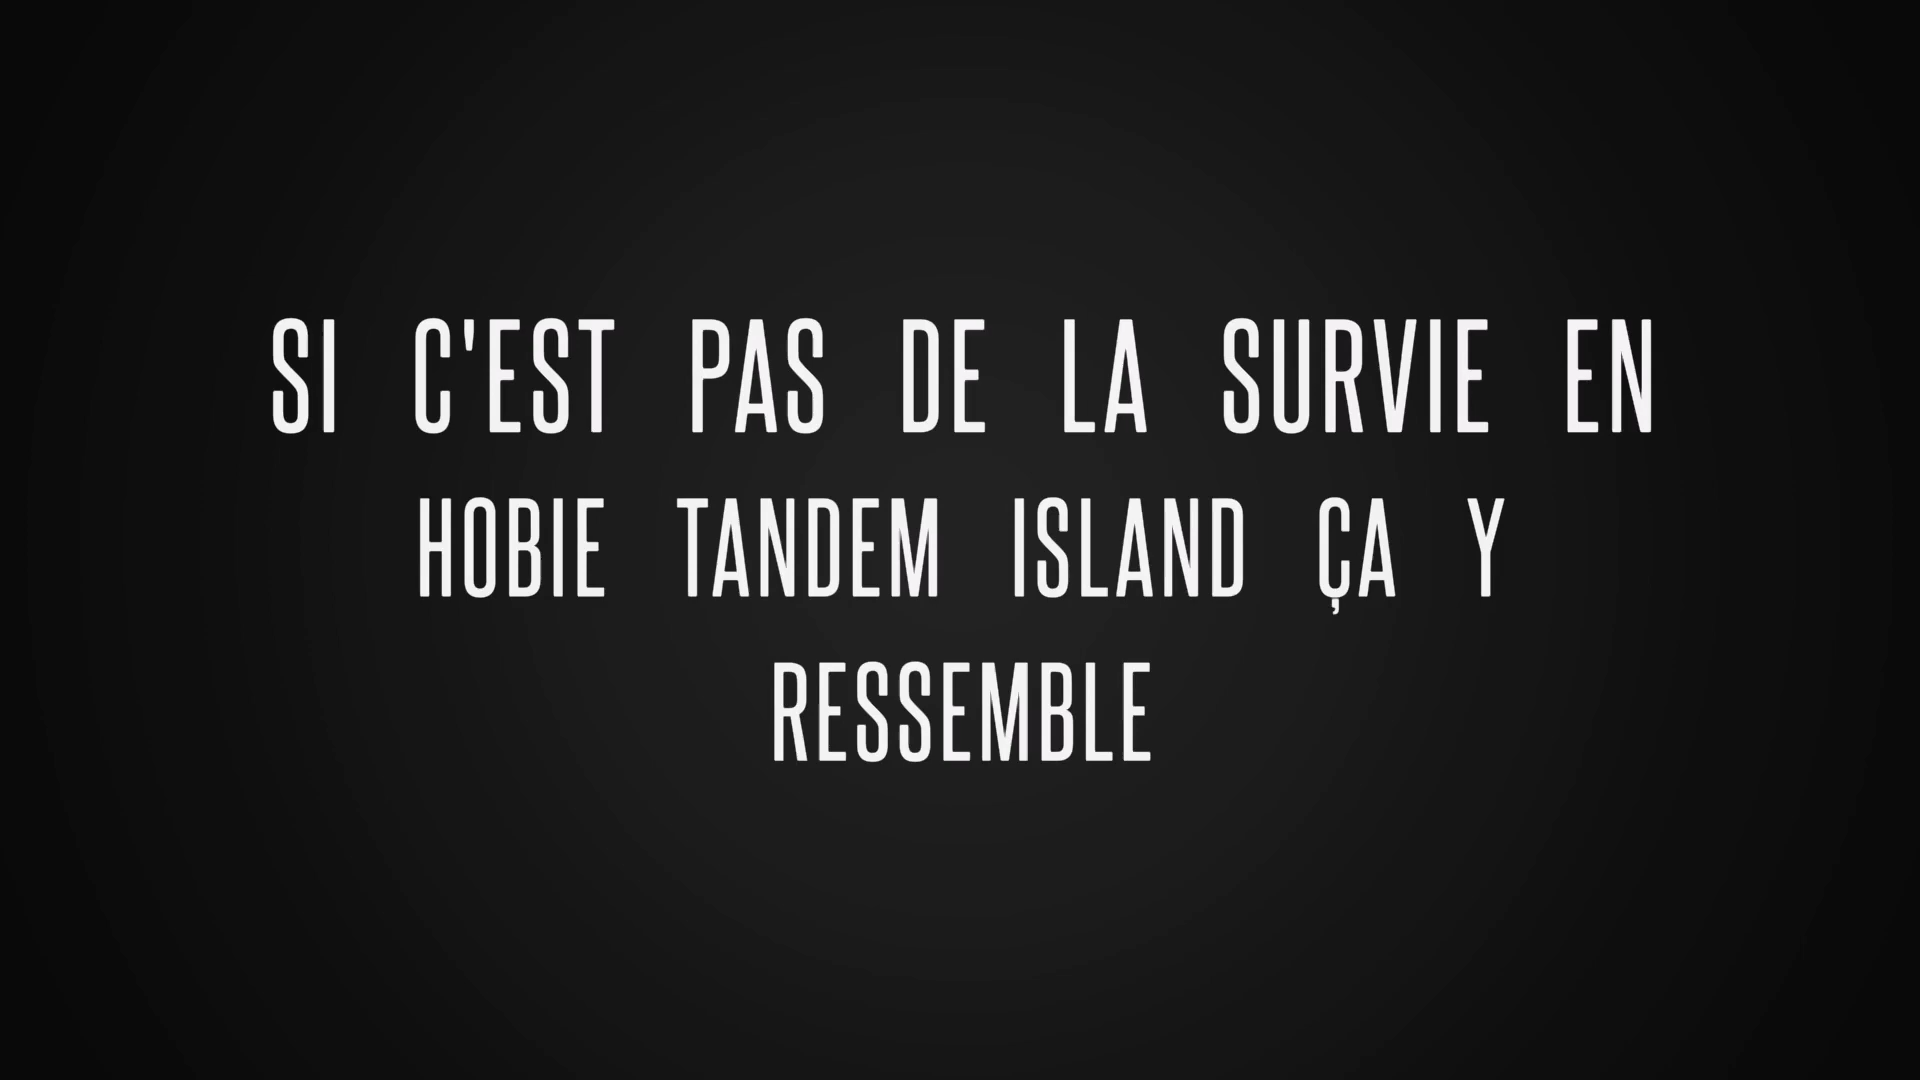 SI C'EST PAS DE LA SURVIE EN
HOBIE TANDEM ISLAND ÇA Y
RESSEMBLE